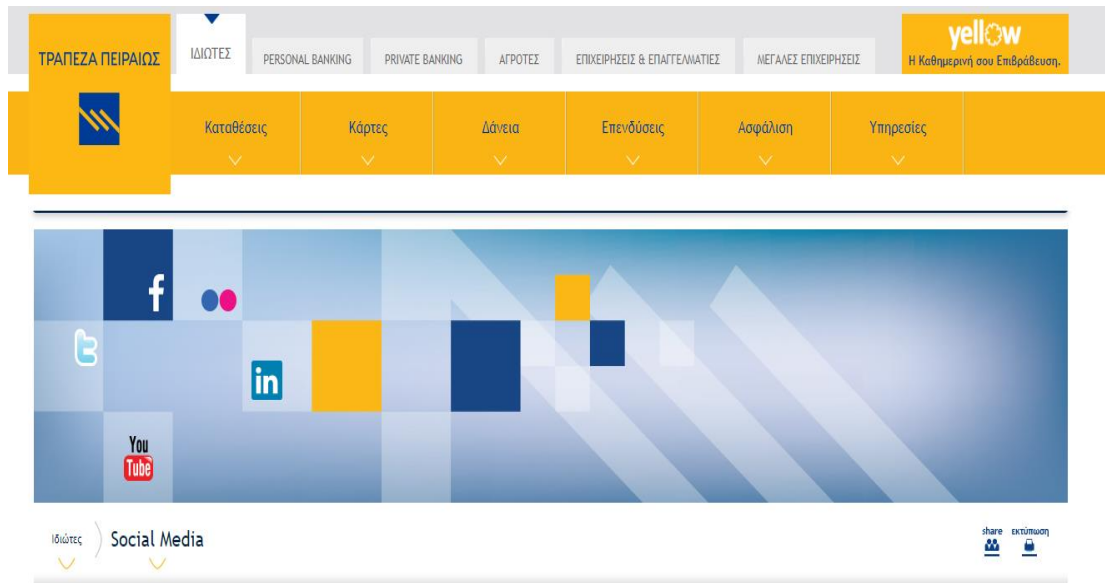 ΤΡΑΠΕΖΑ ΠΕΙΡΑΙΩΣ
ΙΔΙΩΤΕΣ
PERSONAL BANKING
PRIVATE BANKING
ΑΓΡΟΤΕΣ
ΕΠΙΧΕΙΡΗΣΕΙΣ & ΕΠΑΓΓΕΛΜΑΤΙΕΣ
ΜΕΓΑΛΕΣ ΕΠΙΧΕΙΡΗΣΕΙΣ
yellow
Η Καθημερινή σου Επιβράβευση.
Καταθέσεις
Κάρτες
Δάνεια
Επενδύσεις
Ασφάλιση
Υπηρεσίες
f
t
in
You
Tube
Ιδιώτες
Social Media
share
εκτύπωση